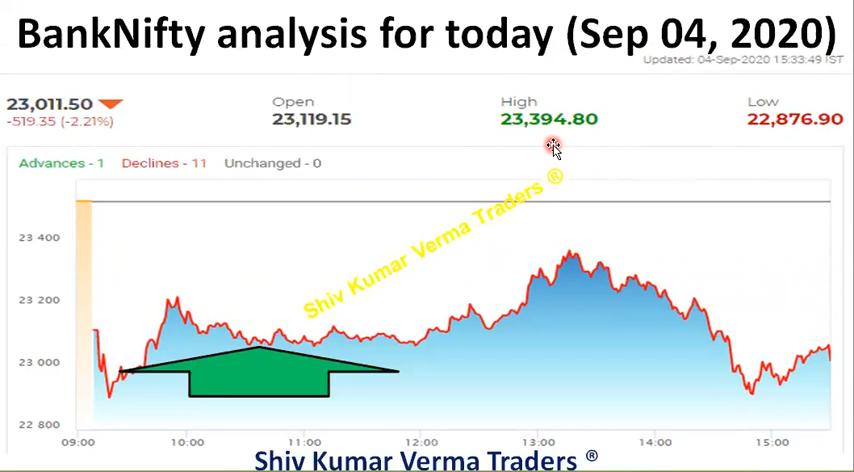 BankNifty analysis for today (Sep 04, 2020)
Updated: 04-Sep-2020 15:33:49 IST
23,011.50
-519.35 (-2.21%)
Open
23,119.15
High
23,394.80
Low
22,876.90
Advances - 1 Declines - 11 Unchanged - 0
Shiv Kumar Verma Traders ®
23 400
23 200
23 000
22 800
09:00 10:00 11:00 12:00 13:00 14:00 15:00
Shiv Kumar Verma Traders ®